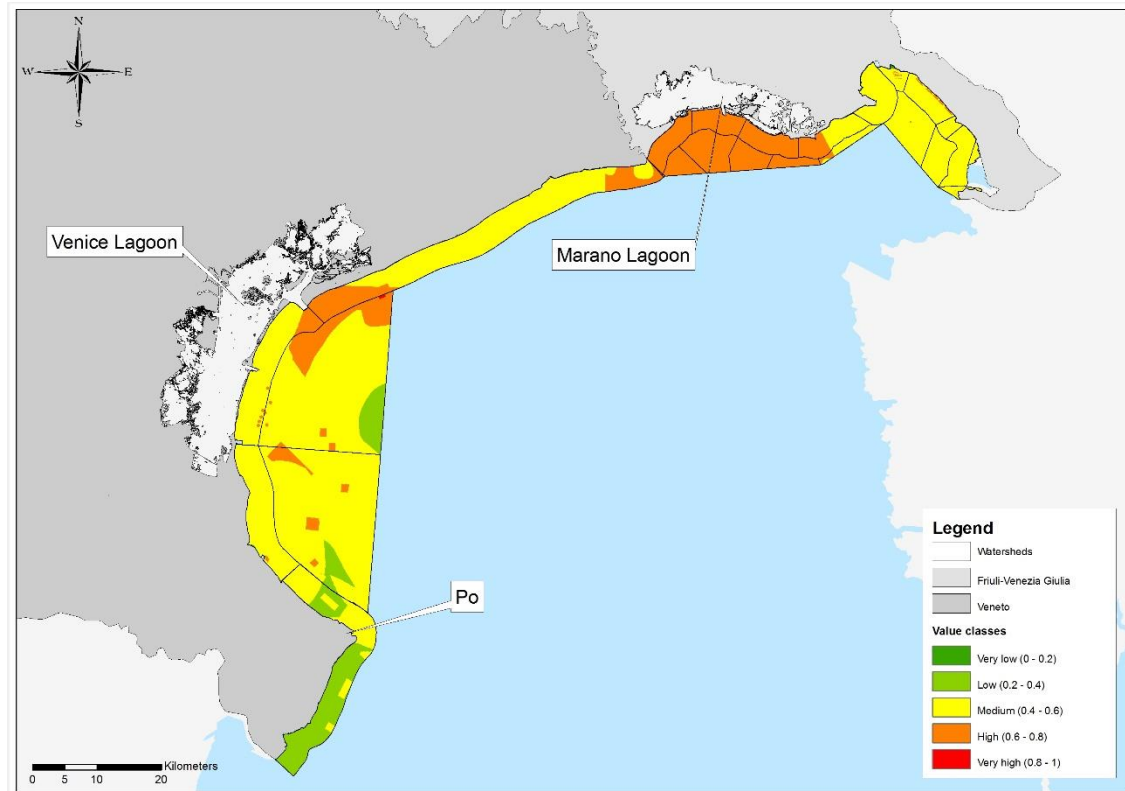 N
W E
S
Venice Lagoon
Marano Lagoon
Po
Legend
Watersheds
Friuli-Venezia Giulia
Veneto
Value classes
Very low (0 - 0.2)
Low (0.2 - 0.4)
Medium (0.4 - 0.6)
High (0.6 - 0.8)
Very high (0.8 - 1)
Kilometers
0 5 10 20